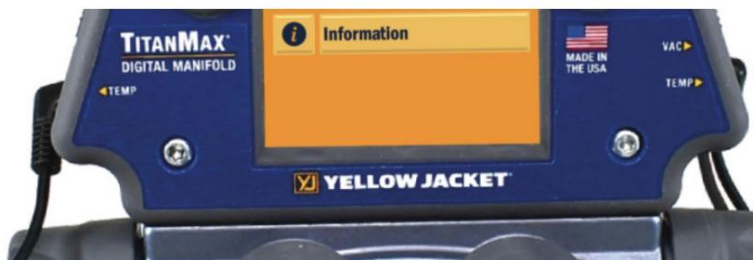 TITANMAX®
DIGITAL MANIFOLD
◄TEMP
i Information
MADE IN
THE USA
VAC►
TEMP►
YJ YELLOW JACKET®